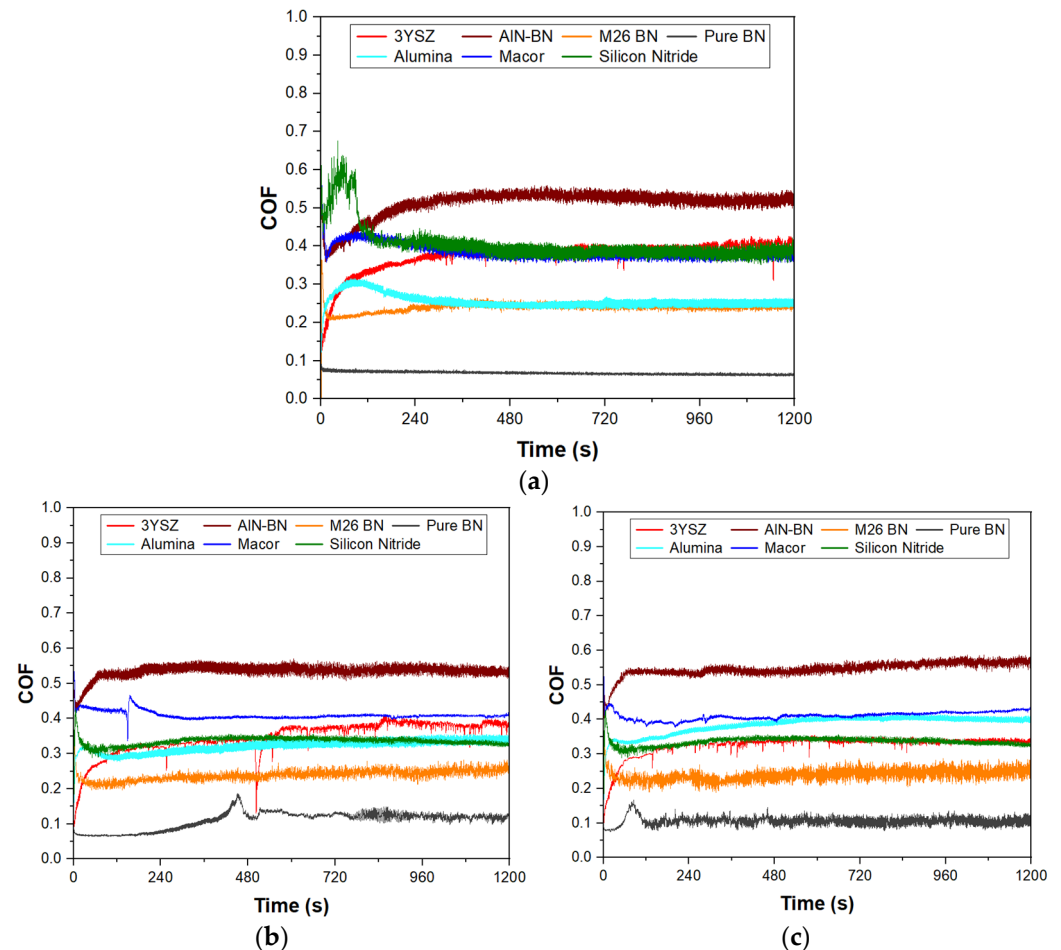 1.0
0.9
0.8
0.7
0.6
0.5
0.4
0.3
0.2
0.1
0.0
COF
3YSZ AlN-BN M26 BN Pure BN
Alumina Macor Silicon Nitride
0 240 480 720 960 1200
Time (s)
(a)
1.0
0.9
0.8
0.7
0.6
0.5
0.4
0.3
0.2
0.1
0.0
COF
3YSZ AlN-BN M26 BN Pure BN
Alumina Macor Silicon Nitride
0 240 480 720 960 1200
Time (s)
(b)
1.0
0.9
0.8
0.7
0.6
0.5
0.4
0.3
0.2
0.1
0.0
COF
3YSZ AlN-BN M26 BN Pure BN
Alumina Macor Silicon Nitride
0 240 480 720 960 1200
Time (s)
(c)